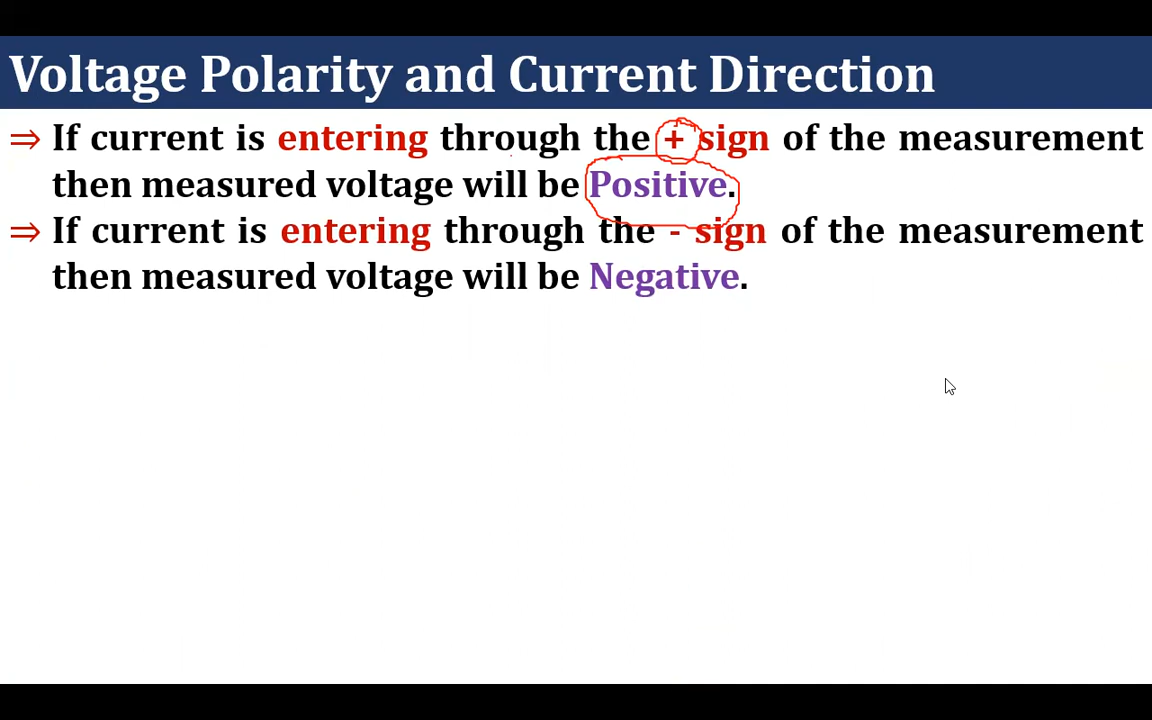 Voltage Polarity and Current Direction
⇒ If current is entering through the + sign of the measurement
then measured voltage will be Positive.
⇒ If current is entering through the - sign of the measurement
then measured voltage will be Negative.